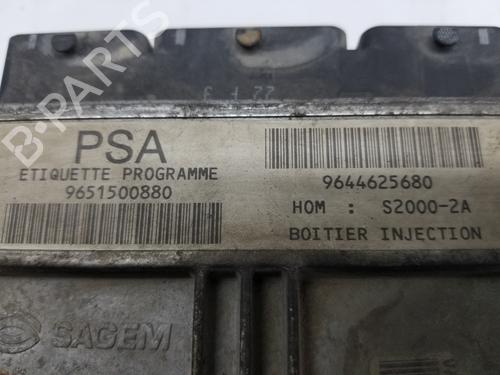 B-PARTS
PSA
ETIQUETTE PROGRAMME
9651500880
9644625680
HOM : S2000-2A
BOITIER INJECTION
SAGEM